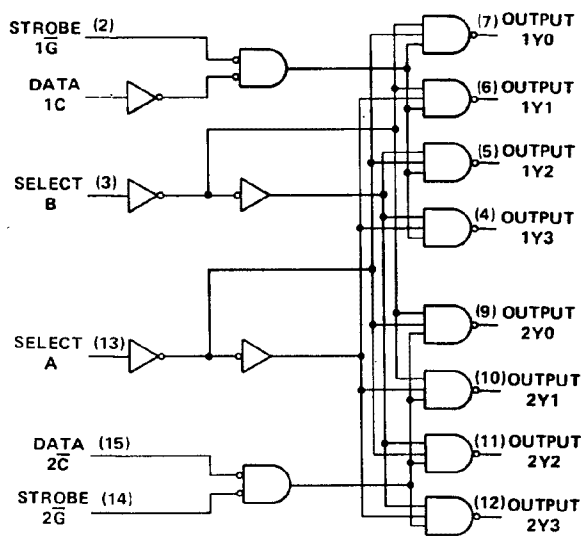 STROBE (2)
1G̅
DATA
1C
SELECT (3)
B
SELECT (13)
A
DATA (15)
2C̅
STROBE (14)
2G̅
(7) OUTPUT
1Y0
(6) OUTPUT
1Y1
(5) OUTPUT
1Y2
(4) OUTPUT
1Y3
(9) OUTPUT
2Y0
(10) OUTPUT
2Y1
(11) OUTPUT
2Y2
(12) OUTPUT
2Y3